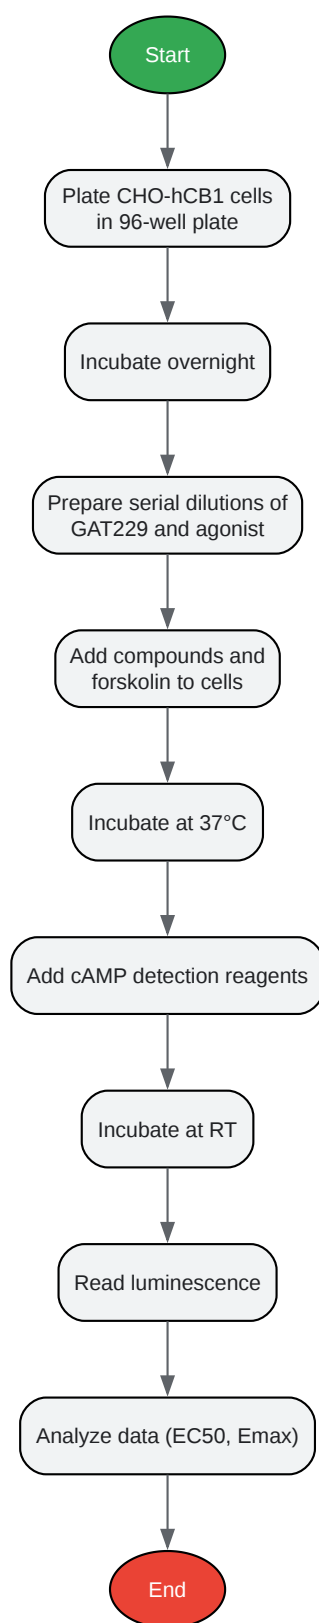 Start
Plate CHO-hCB1 cells
in 96-well plate
Incubate overnight
Prepare serial dilutions of
GAT229 and agonist
Add compounds and
forskolin to cells
Incubate at 37°C
Add cAMP detection reagents
Incubate at RT
Read luminescence
Analyze data (EC50, Emax)
End